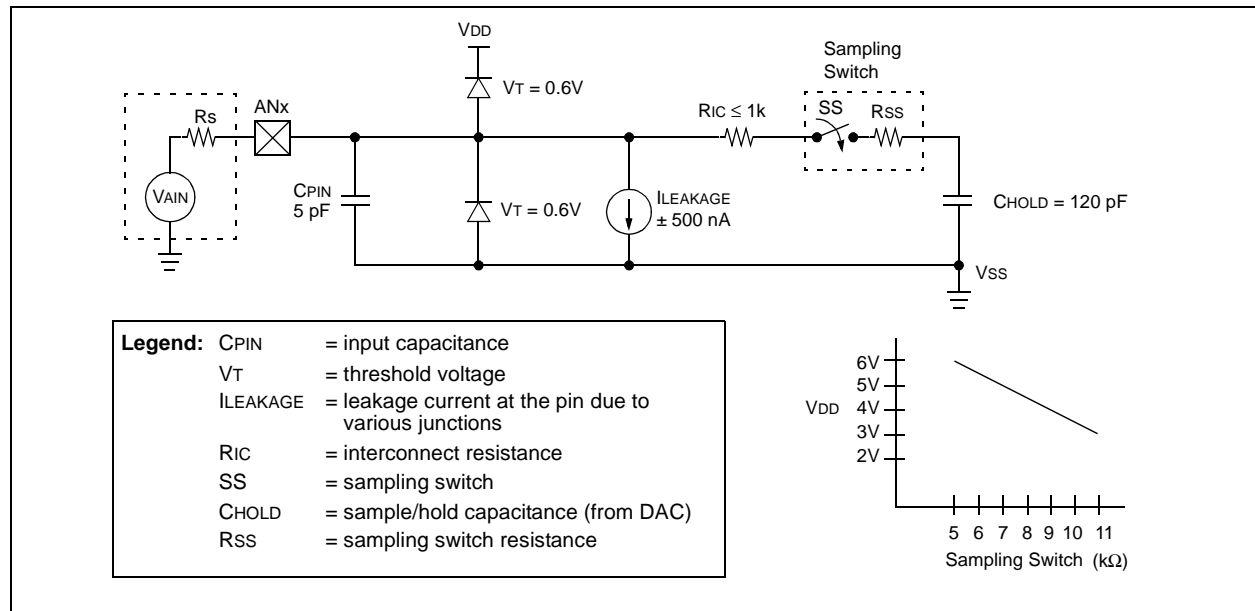 VDD
Sampling
Switch
VT = 0.6V
ANx
RS
RIC ≤ 1k
SS
RSS
VAIN
CPIN
5 pF
VT = 0.6V
ILEAKAGE
± 500 nA
CHOLD = 120 pF
VSS
Legend: CPIN = input capacitance
VT = threshold voltage
ILEAKAGE = leakage current at the pin due to
various junctions
RIC = interconnect resistance
SS = sampling switch
CHOLD = sample/hold capacitance (from DAC)
RSS = sampling switch resistance
6V
5V
VDD 4V
3V
2V
5 6 7 8 9 10 11
Sampling Switch (kΩ)